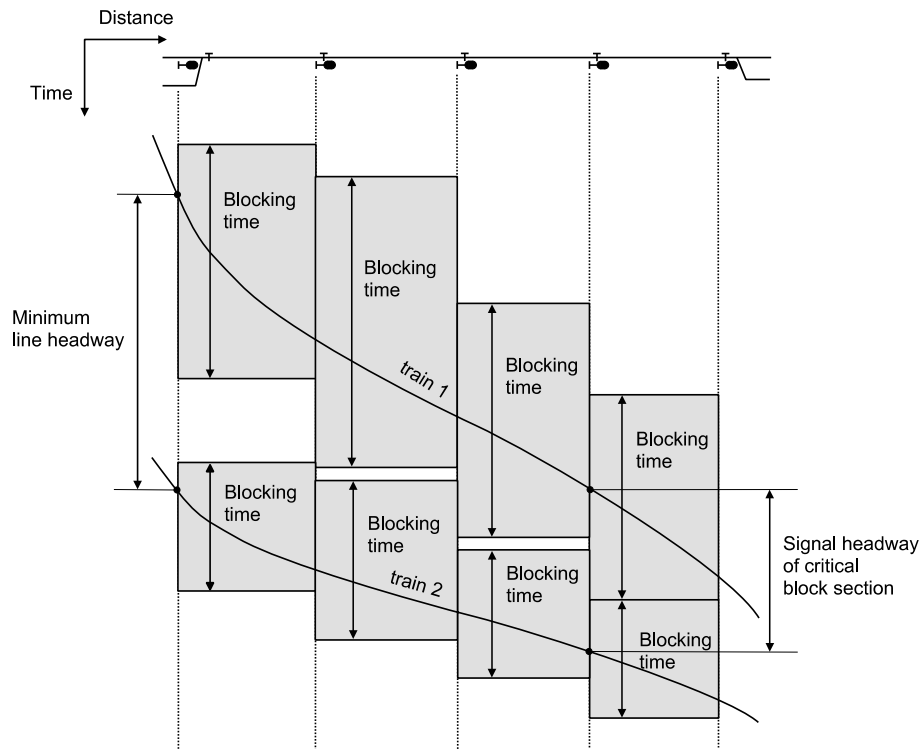 Distance
Time
Blocking
time
Blocking
time
Minimum
line headway
train 1
Blocking
time
Blocking
time
Blocking
time
Blocking
time
Signal headway
of critical
block section
train 2
Blocking
time
Blocking
time